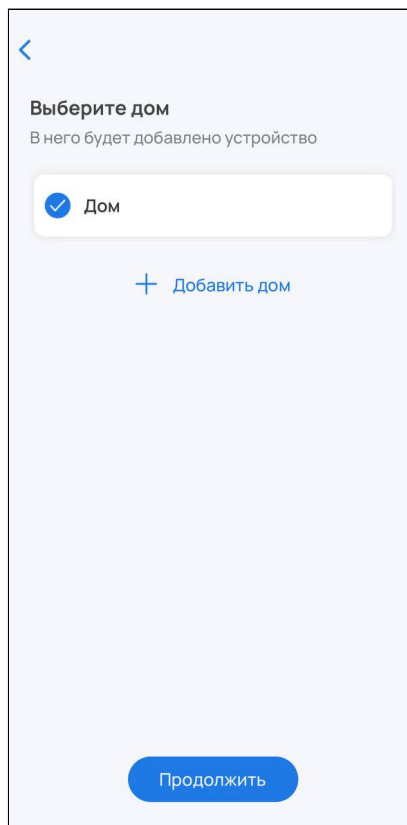 Выберите дом
В него будет добавлено устройство
Дом
Добавить дом
Продолжить